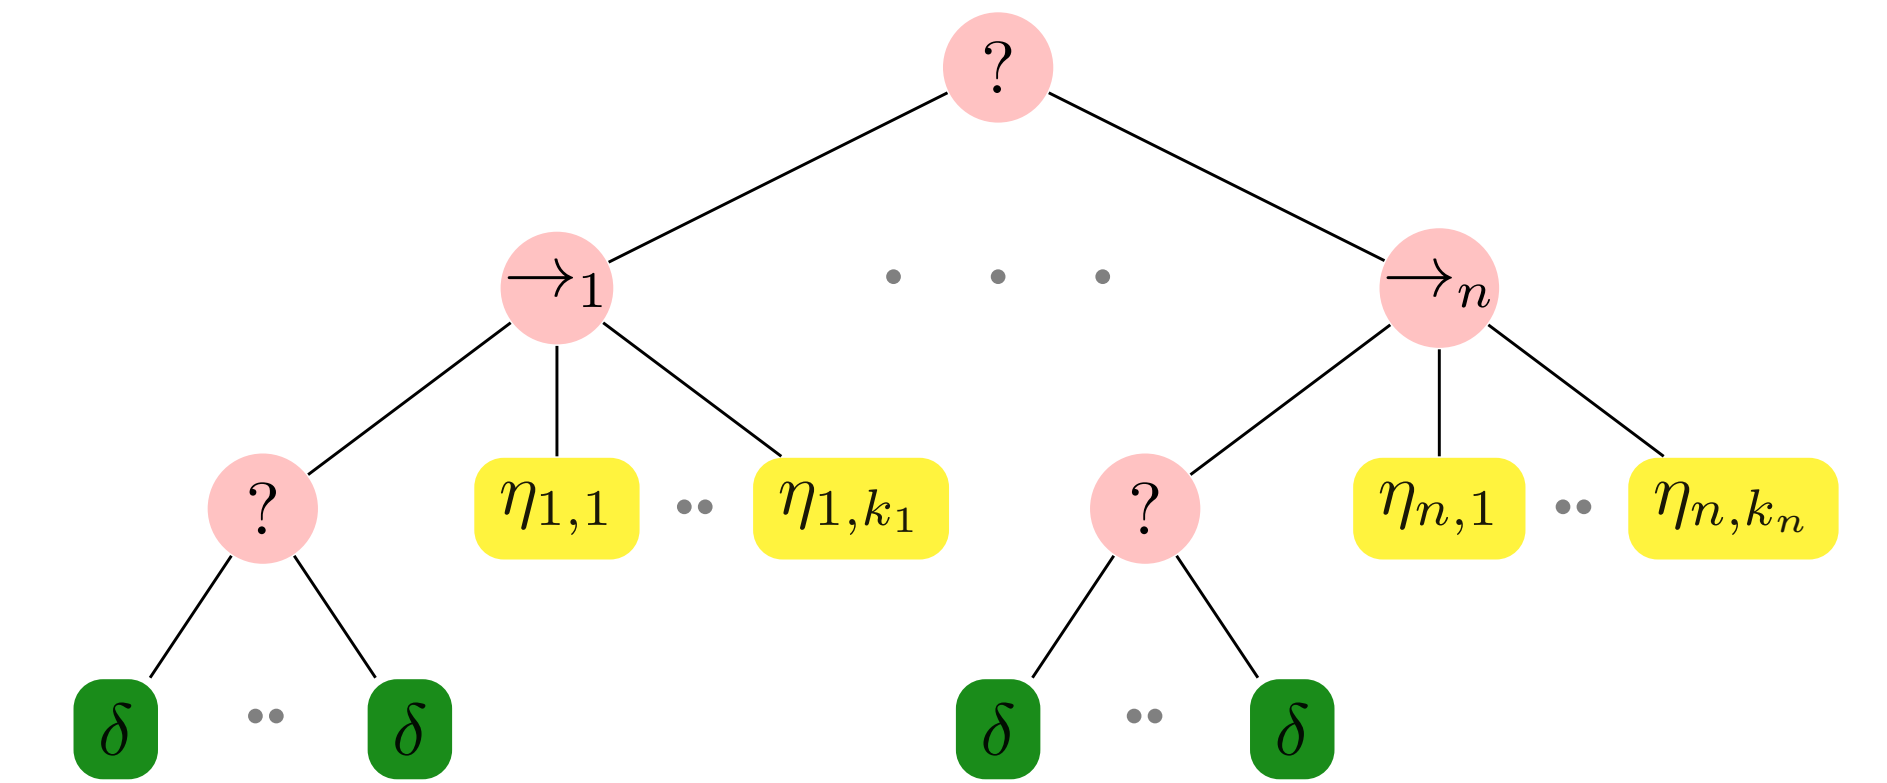 ?
→₁ · · · →ₙ
? η₁,₁ ·· η₁,ₖ₁ ? ηₙ,₁ ·· ηₙ,ₖₙ
δ ·· δ δ ·· δ